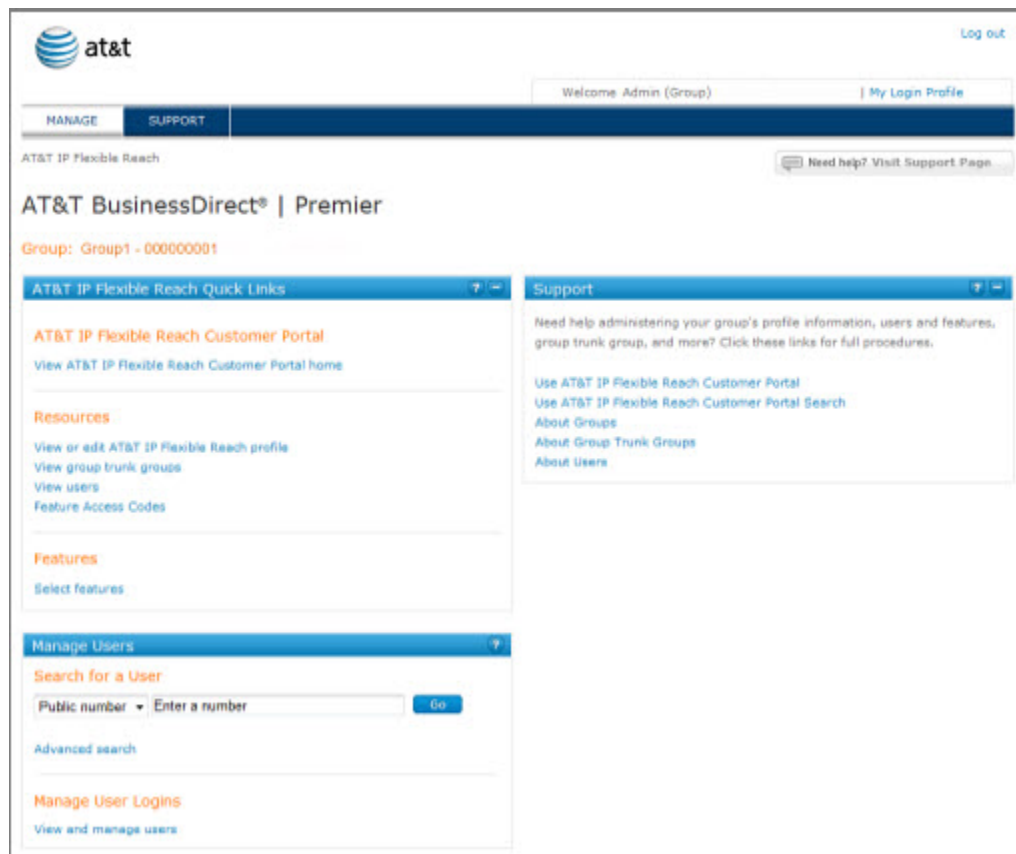 at&t
Log out
Welcome Admin (Group) | My Login Profile
MANAGE SUPPORT
AT&T IP Flexible Reach
Need help? Visit Support Page
AT&T BusinessDirect® | Premier
Group: Group1 - 000000001
AT&T IP Flexible Reach Quick Links ? −
AT&T IP Flexible Reach Customer Portal
View AT&T IP Flexible Reach Customer Portal home
Resources
View or edit AT&T IP Flexible Reach profile
View group trunk groups
View users
Feature Access Codes
Features
Select features
Support ? −
Need help administering your group's profile information, users and features,
group trunk group, and more? Click these links for full procedures.
Use AT&T IP Flexible Reach Customer Portal
Use AT&T IP Flexible Reach Customer Portal Search
About Groups
About Group Trunk Groups
About Users
Manage Users ?
Search for a User
Public number Enter a number Go
Advanced search
Manage User Logins
View and manage users